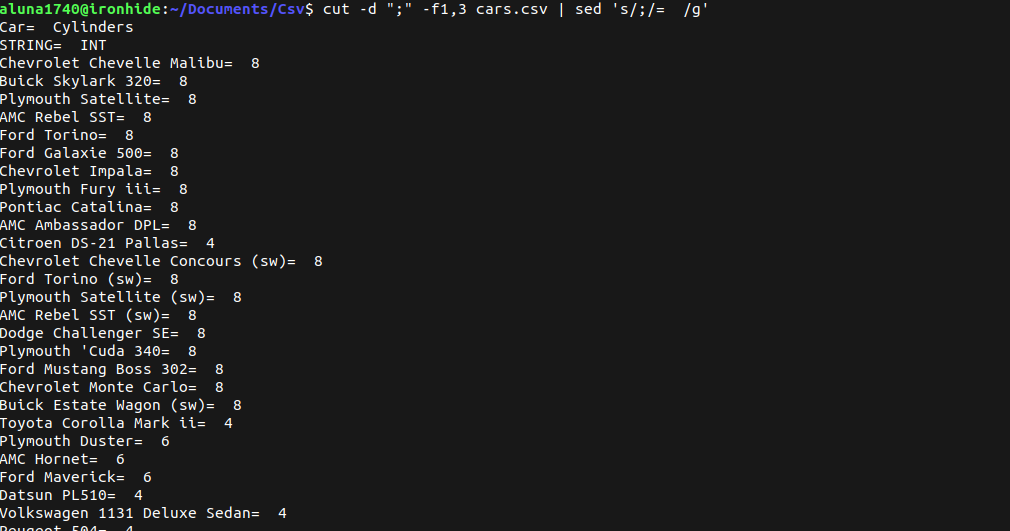 aluna1740@ironhide:~/Documents/Csv$ cut -d ";" -f1,3 cars.csv | sed 's/;/=  /g'
Car=  Cylinders
STRING=  INT
Chevrolet Chevelle Malibu=  8
Buick Skylark 320=  8
Plymouth Satellite=  8
AMC Rebel SST=  8
Ford Torino=  8
Ford Galaxie 500=  8
Chevrolet Impala=  8
Plymouth Fury iii=  8
Pontiac Catalina=  8
AMC Ambassador DPL=  8
Citroen DS-21 Pallas=  4
Chevrolet Chevelle Concours (sw)=  8
Ford Torino (sw)=  8
Plymouth Satellite (sw)=  8
AMC Rebel SST (sw)=  8
Dodge Challenger SE=  8
Plymouth 'Cuda 340=  8
Ford Mustang Boss 302=  8
Chevrolet Monte Carlo=  8
Buick Estate Wagon (sw)=  8
Toyota Corolla Mark ii=  4
Plymouth Duster=  6
AMC Hornet=  6
Ford Maverick=  6
Datsun PL510=  4
Volkswagen 1131 Deluxe Sedan=  4
Peugeot 504=  4